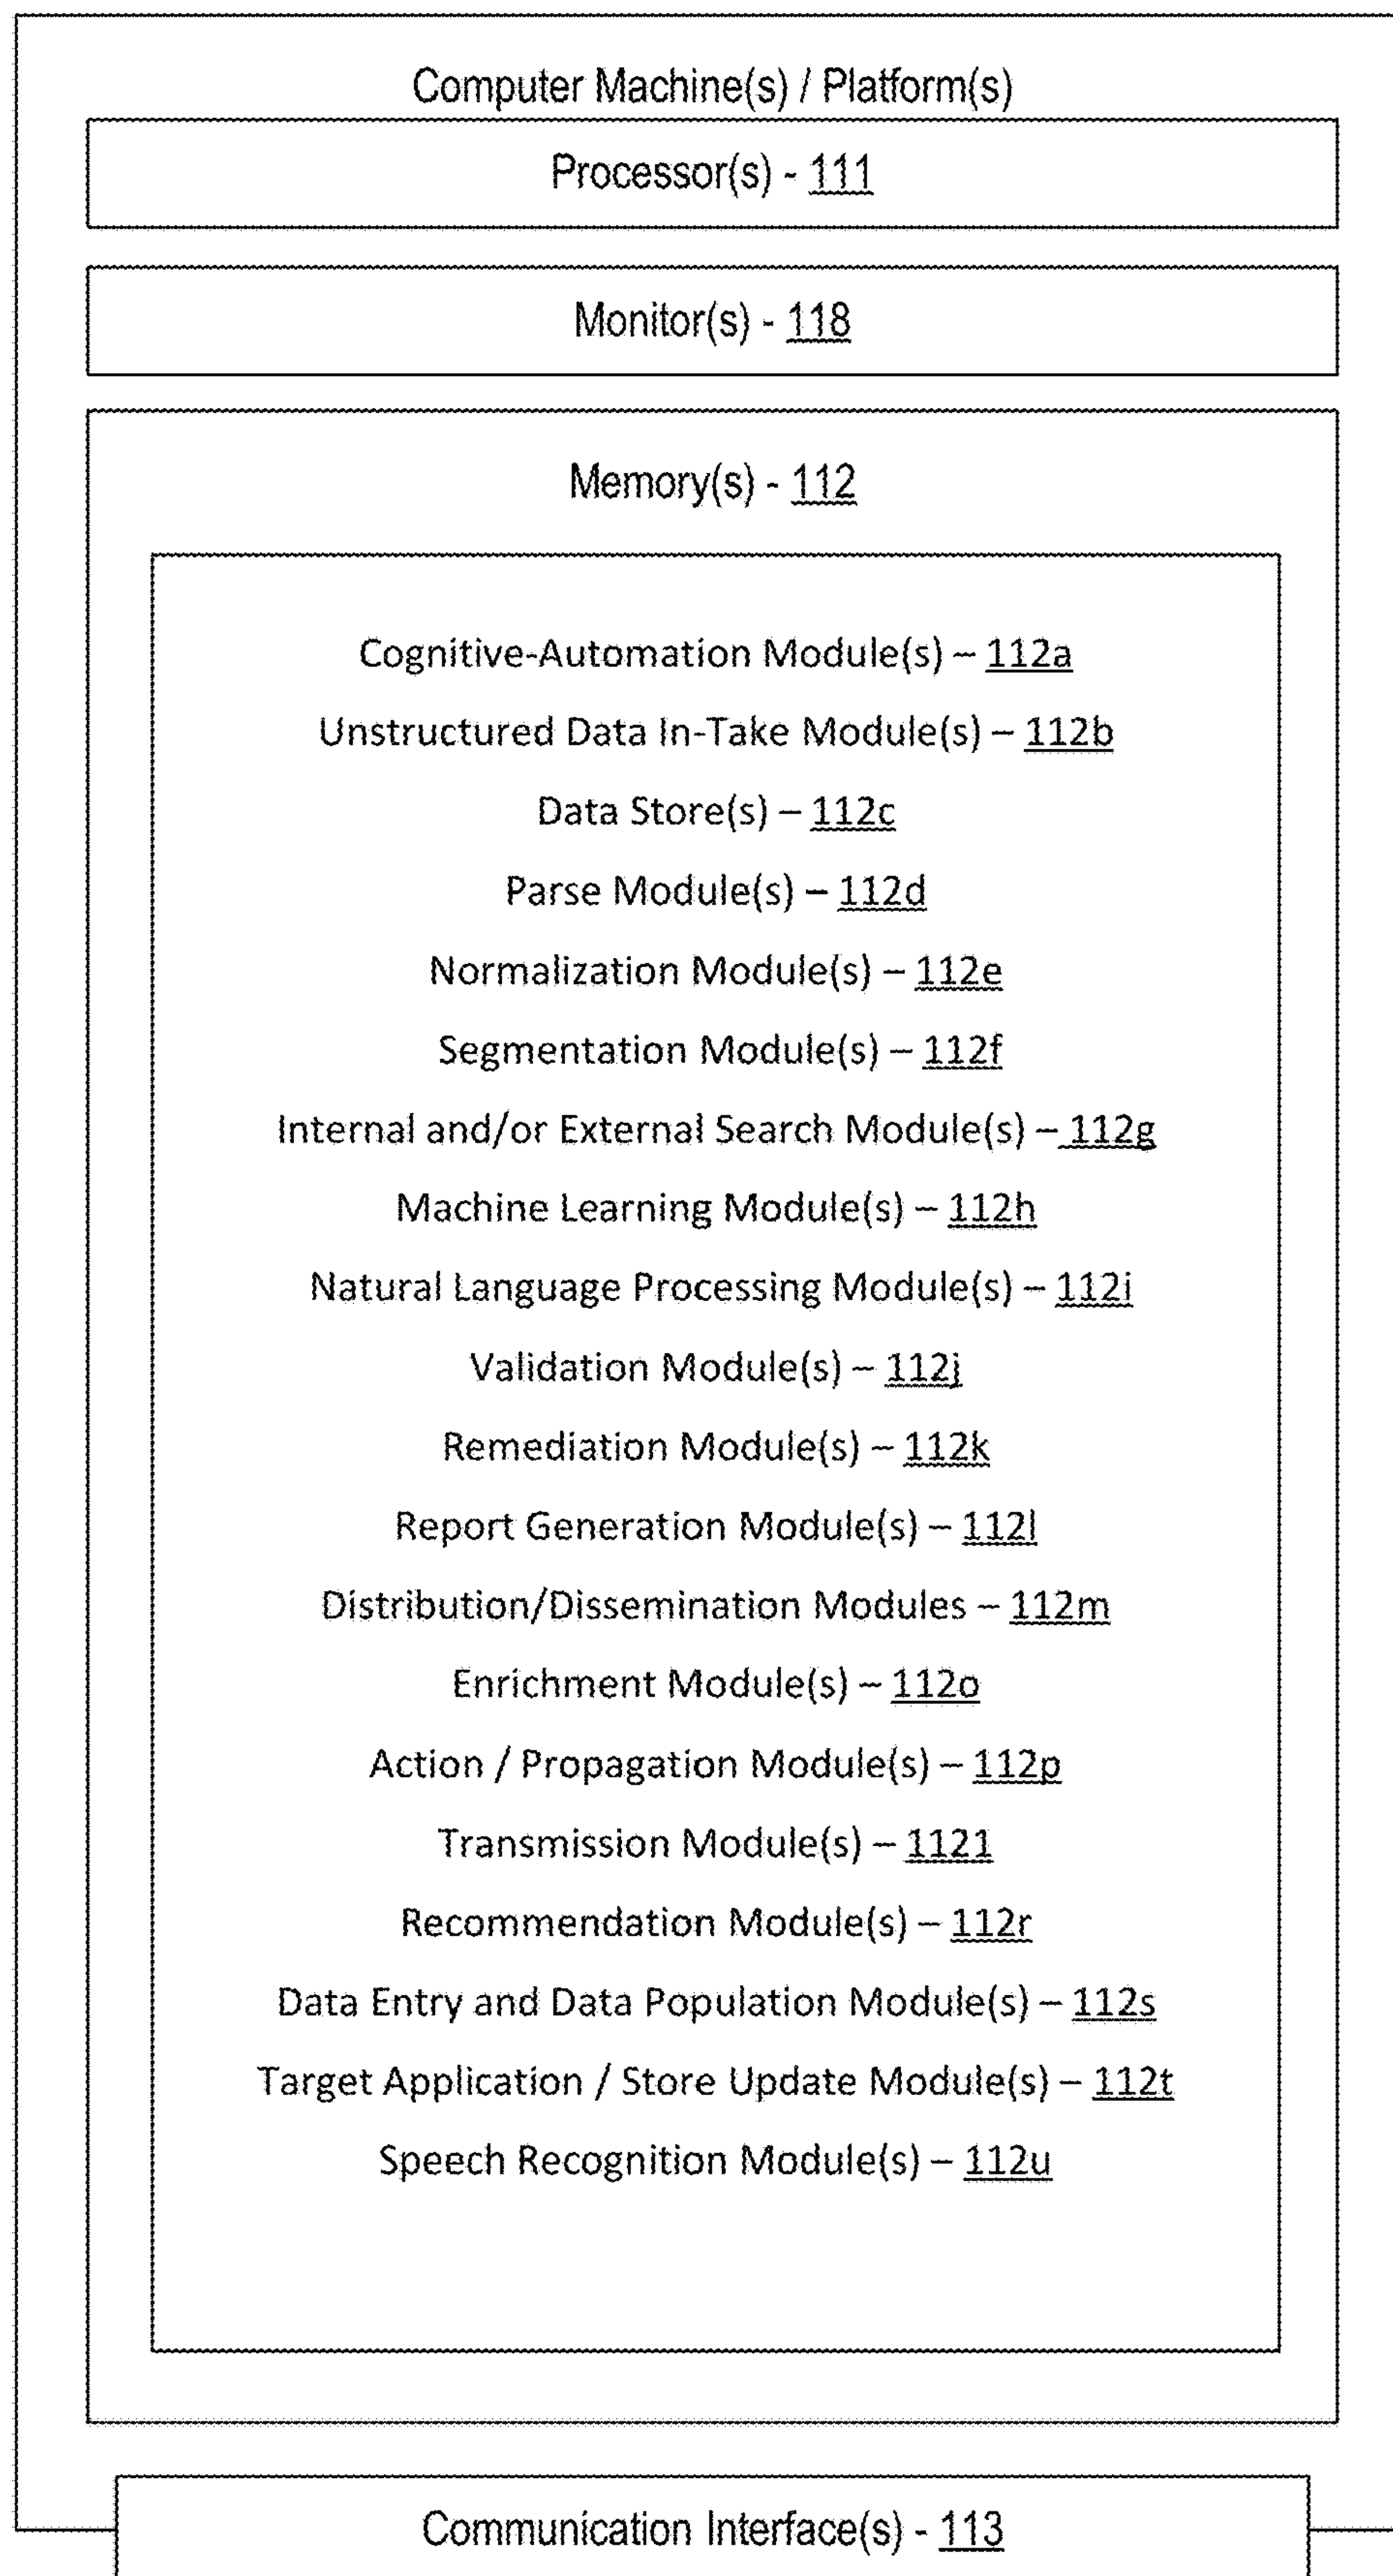 Computer Machine(s) / Platform(s)
Processor(s) - 111
Monitor(s) - 118
Memory(s) - 112
Cognitive-Automation Module(s) – 112a
Unstructured Data In-Take Module(s) – 112b
Data Store(s) – 112c
Parse Module(s) – 112d
Normalization Module(s) – 112e
Segmentation Module(s) – 112f
Internal and/or External Search Module(s) – 112g
Machine Learning Module(s) – 112h
Natural Language Processing Module(s) – 112i
Validation Module(s) – 112j
Remediation Module(s) – 112k
Report Generation Module(s) – 112l
Distribution/Dissemination Modules – 112m
Enrichment Module(s) – 112o
Action / Propagation Module(s) – 112p
Transmission Module(s) – 1121
Recommendation Module(s) – 112r
Data Entry and Data Population Module(s) – 112s
Target Application / Store Update Module(s) – 112t
Speech Recognition Module(s) – 112u
Communication Interface(s) - 113